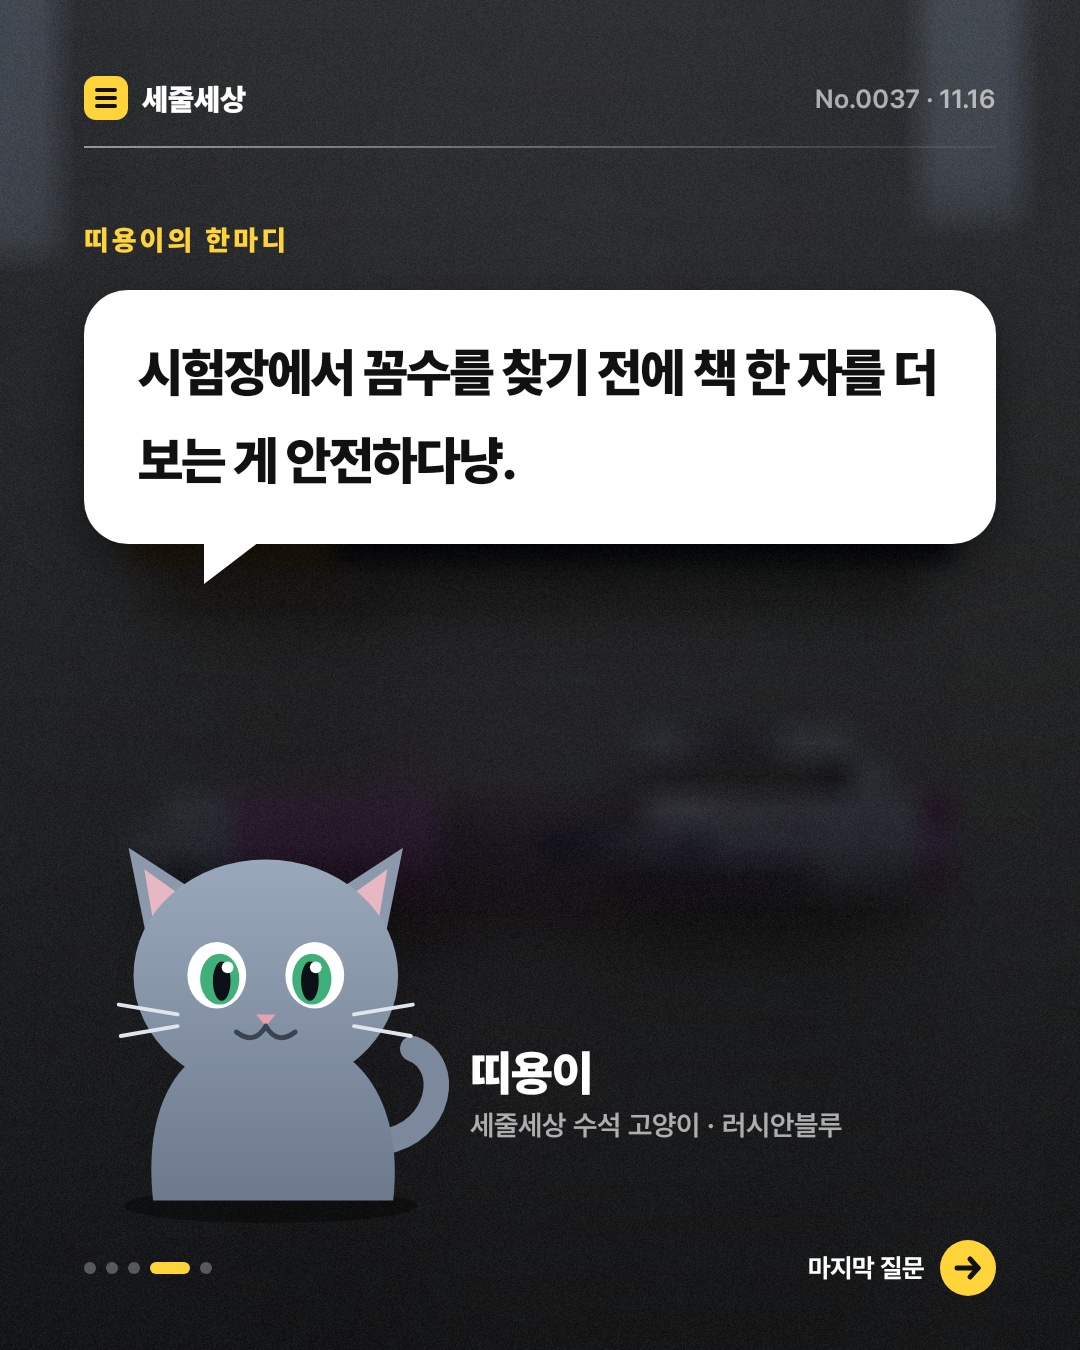 세줄세상
No.0037 · 11.16
띠용이의 한마디
시험장에서 꼼수를 찾기 전에 책 한 자를 더
보는 게 안전하다냥.
띠용이
세줄세상 수석 고양이 · 러시안블루
마지막 질문